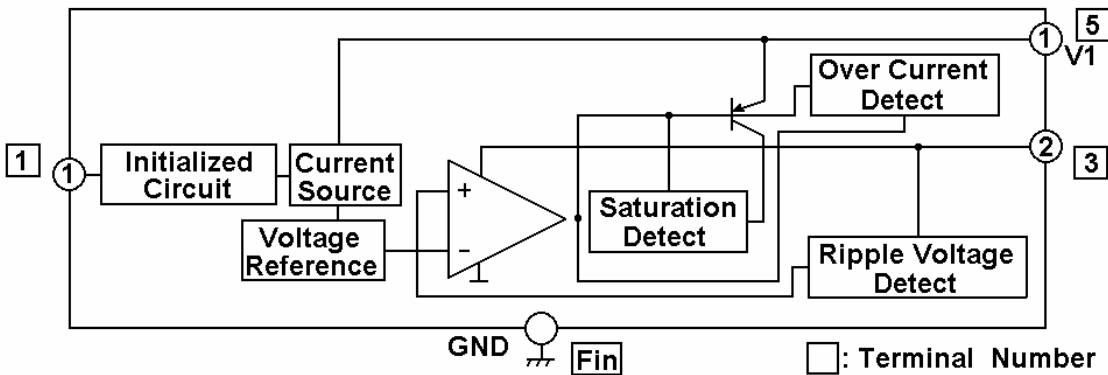 5
1
V1
Over Current
Detect
1
1
Initialized
Circuit
Current
Source
+
2
3
Saturation
Detect
Voltage
Reference
−
Ripple Voltage
Detect
GND
Fin
: Terminal Number